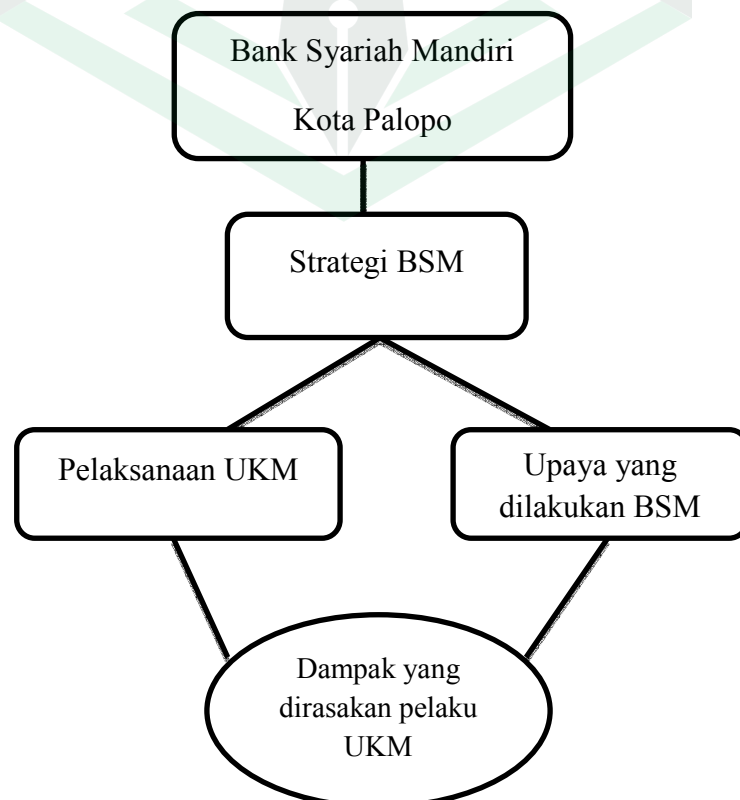 Bank Syariah Mandiri
Kota Palopo
Strategi BSM
Pelaksanaan UKM
Upaya yang
dilakukan BSM
Dampak yang
dirasakan pelaku
UKM